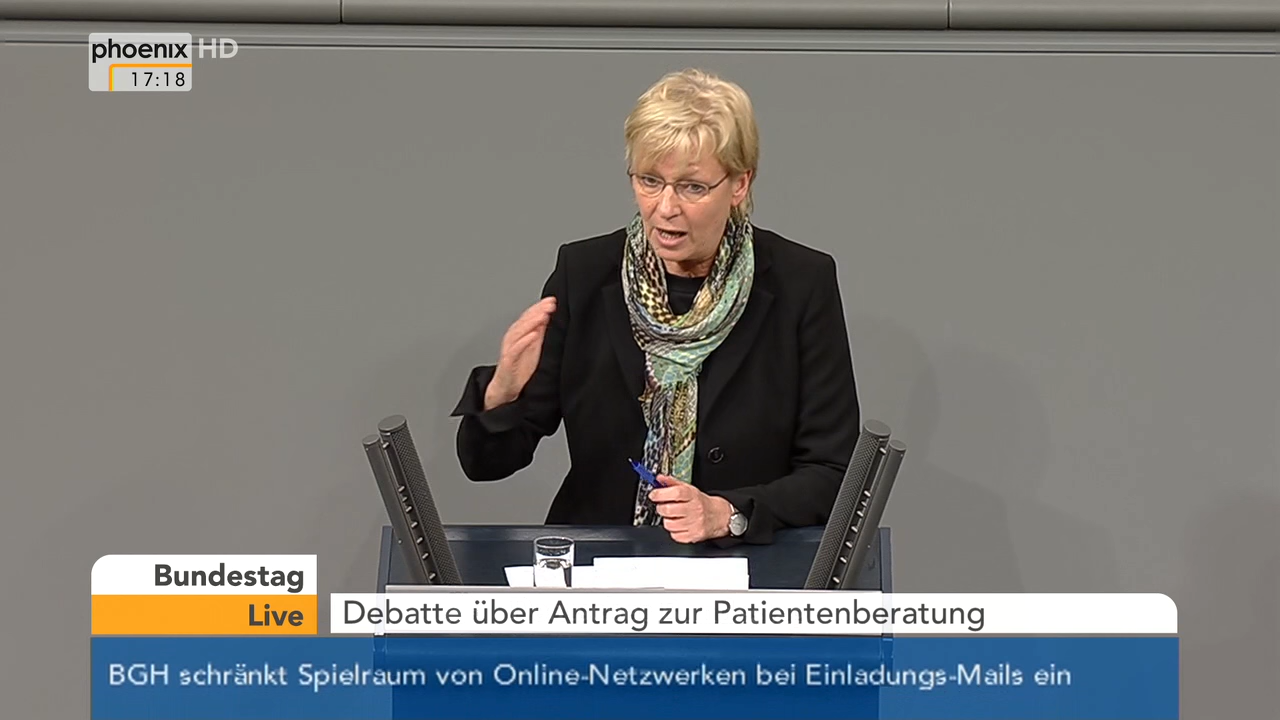 phoenix HD
17:18
Bundestag
Live
Debatte über Antrag zur Patientenberatung
BGH schränkt Spielraum von Online-Netzwerken bei Einladungs-Mails ein